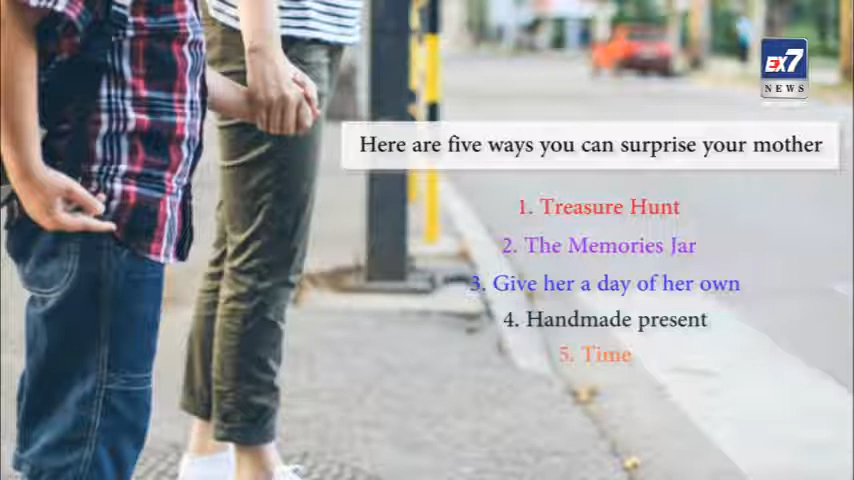 EX7
NEWS
Here are five ways you can surprise your mother
1. Treasure Hunt
2. The Memories Jar
3. Give her a day of her own
4. Handmade present
5. Time